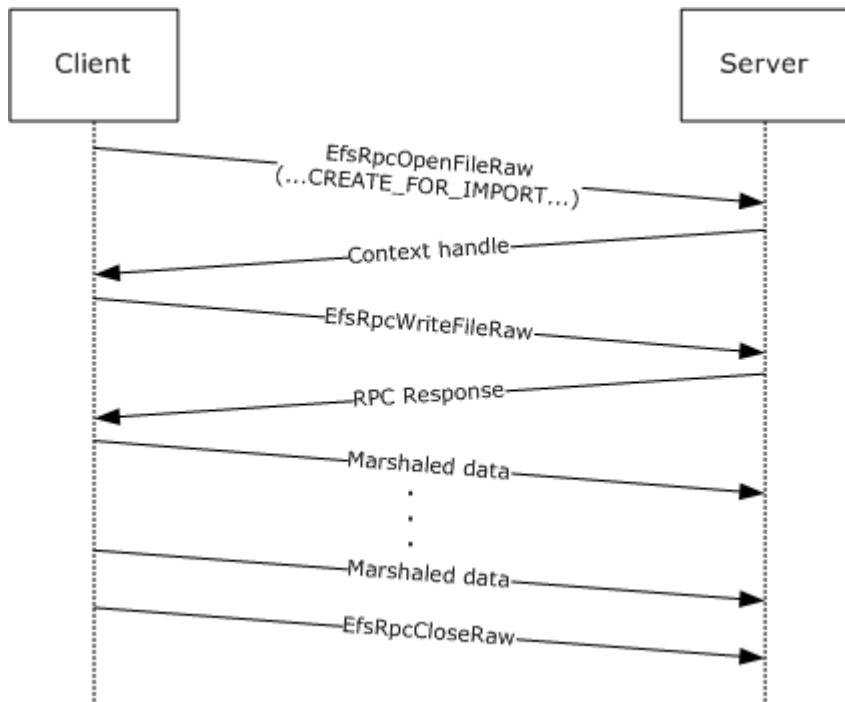 Client
Server
EfsRpcOpenFileRaw
(...CREATE_FOR_IMPORT...)
Context handle
EfsRpcWriteFileRaw
RPC Response
Marshaled data
.
.
.
Marshaled data
EfsRpcCloseRaw